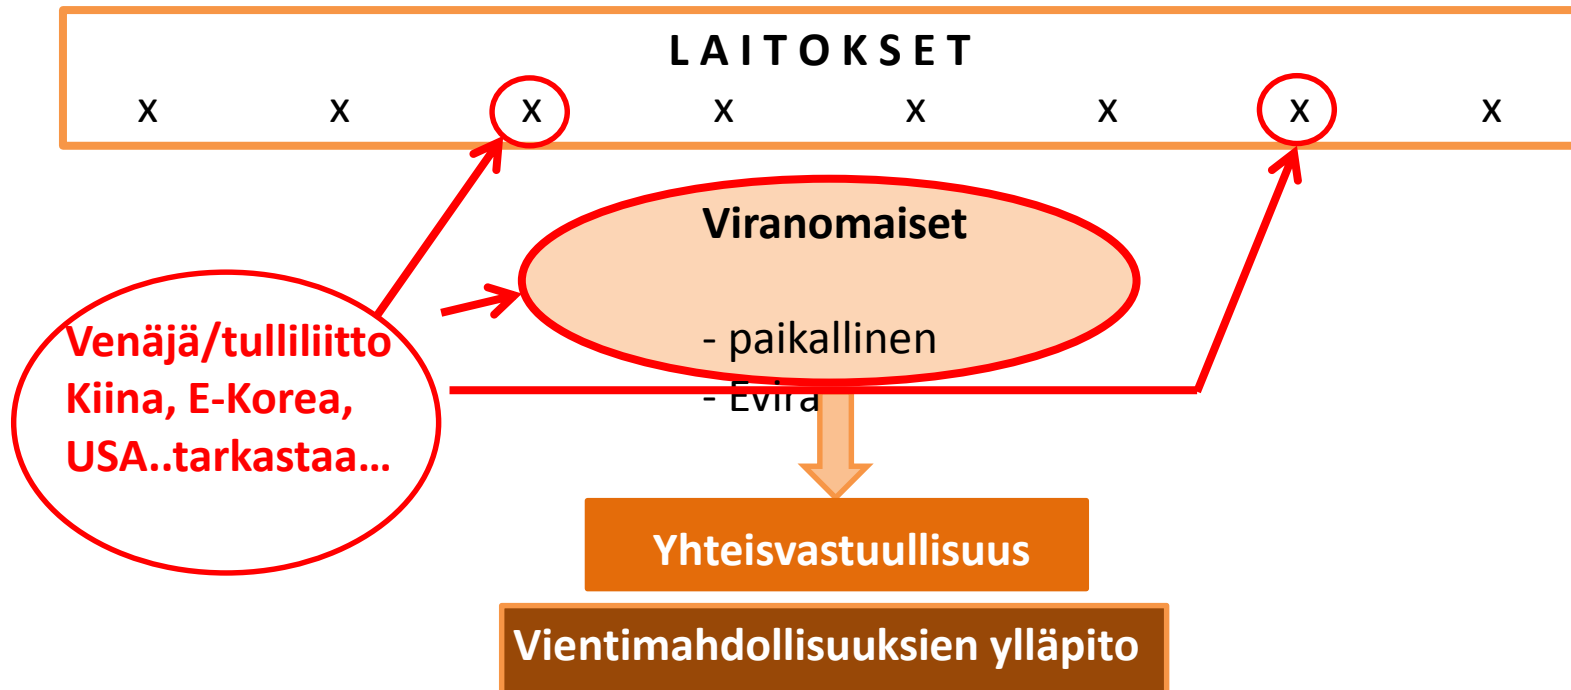 L A I T O K S E T
x x x x x x x x
Viranomaiset
- paikallinen
- Evira
Venäjä/tulliliitto
Kiina, E-Korea,
USA..tarkastaa...
Yhteisvastuullisuus
Vientimahdollisuuksien ylläpito